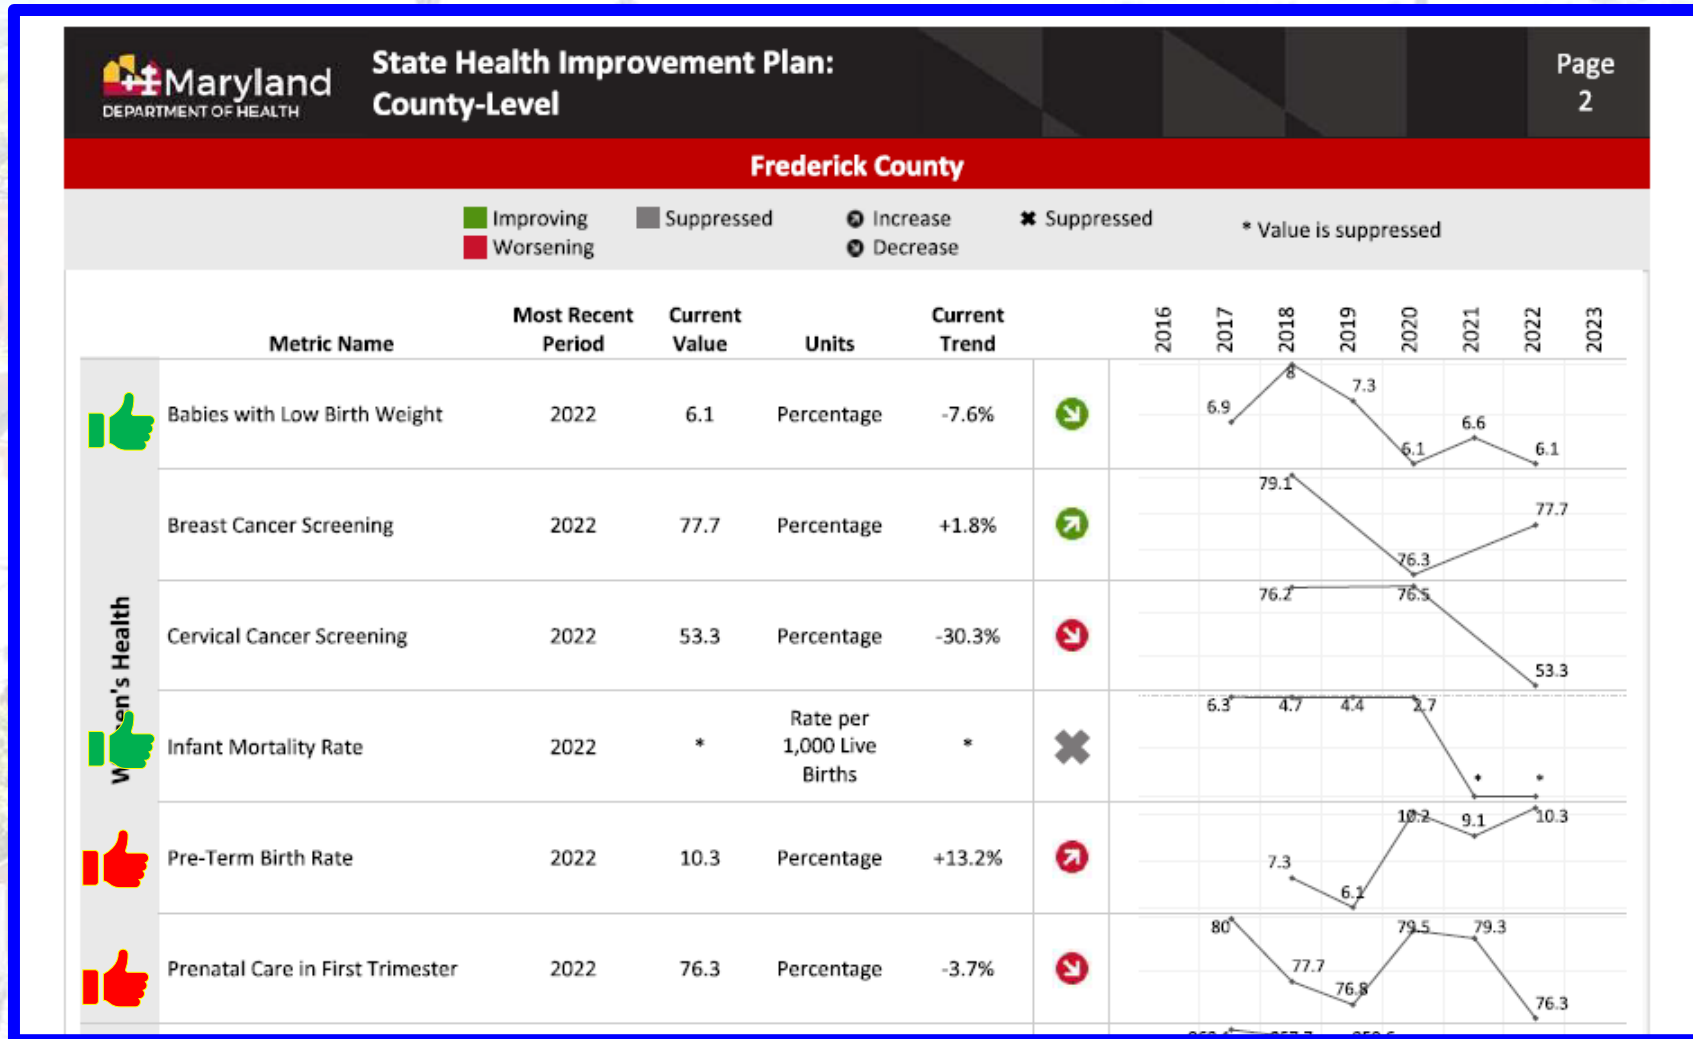 Maryland
DEPARTMENT OF HEALTH
State Health Improvement Plan:
County-Level
Page
2
Frederick County
Improving
Worsening
Suppressed
Increase
Decrease
Suppressed
* Value is suppressed
Metric Name
Most Recent
Period
Current
Value
Units
Current
Trend
2016 2017 2018 2019 2020 2021 2022 2023
Babies with Low Birth Weight 2022 6.1 Percentage -7.6% 6.9 8 7.3 6.1 6.6 6.1
Breast Cancer Screening 2022 77.7 Percentage +1.8% 79.1 76.3 77.7
Cervical Cancer Screening 2022 53.3 Percentage -30.3% 76.2 76.5 53.3
Infant Mortality Rate 2022 * Rate per
1,000 Live
Births
* 6.3 4.7 4.4 2.7 * *
Pre-Term Birth Rate 2022 10.3 Percentage +13.2% 7.3 6.1 10.2 9.1 10.3
Prenatal Care in First Trimester 2022 76.3 Percentage -3.7% 80 77.7 76.8 79.5 79.3 76.3
Health